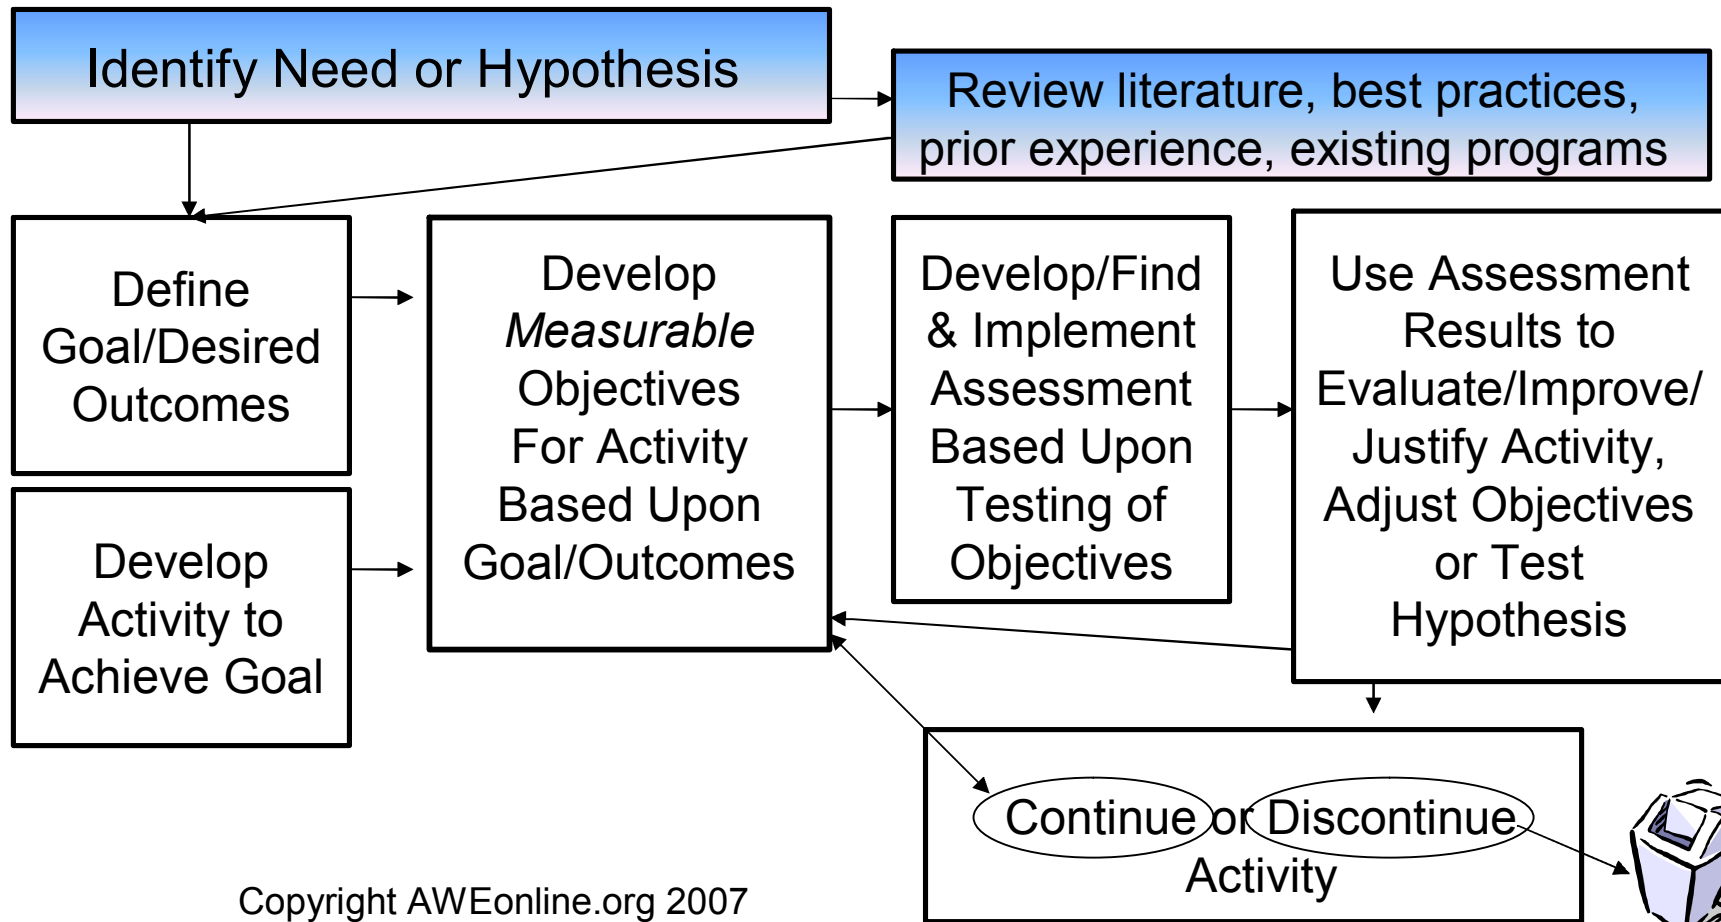 Identify Need or Hypothesis
Review literature, best practices,
prior experience, existing programs
Define
Goal/Desired
Outcomes
Develop
Activity to
Achieve Goal
Develop
Measurable
Objectives
For Activity
Based Upon
Goal/Outcomes
Develop/Find
& Implement
Assessment
Based Upon
Testing of
Objectives
Use Assessment
Results to
Evaluate/Improve/
Justify Activity,
Adjust Objectives
or Test
Hypothesis
Continue or Discontinue
Activity
Copyright AWEonline.org 2007